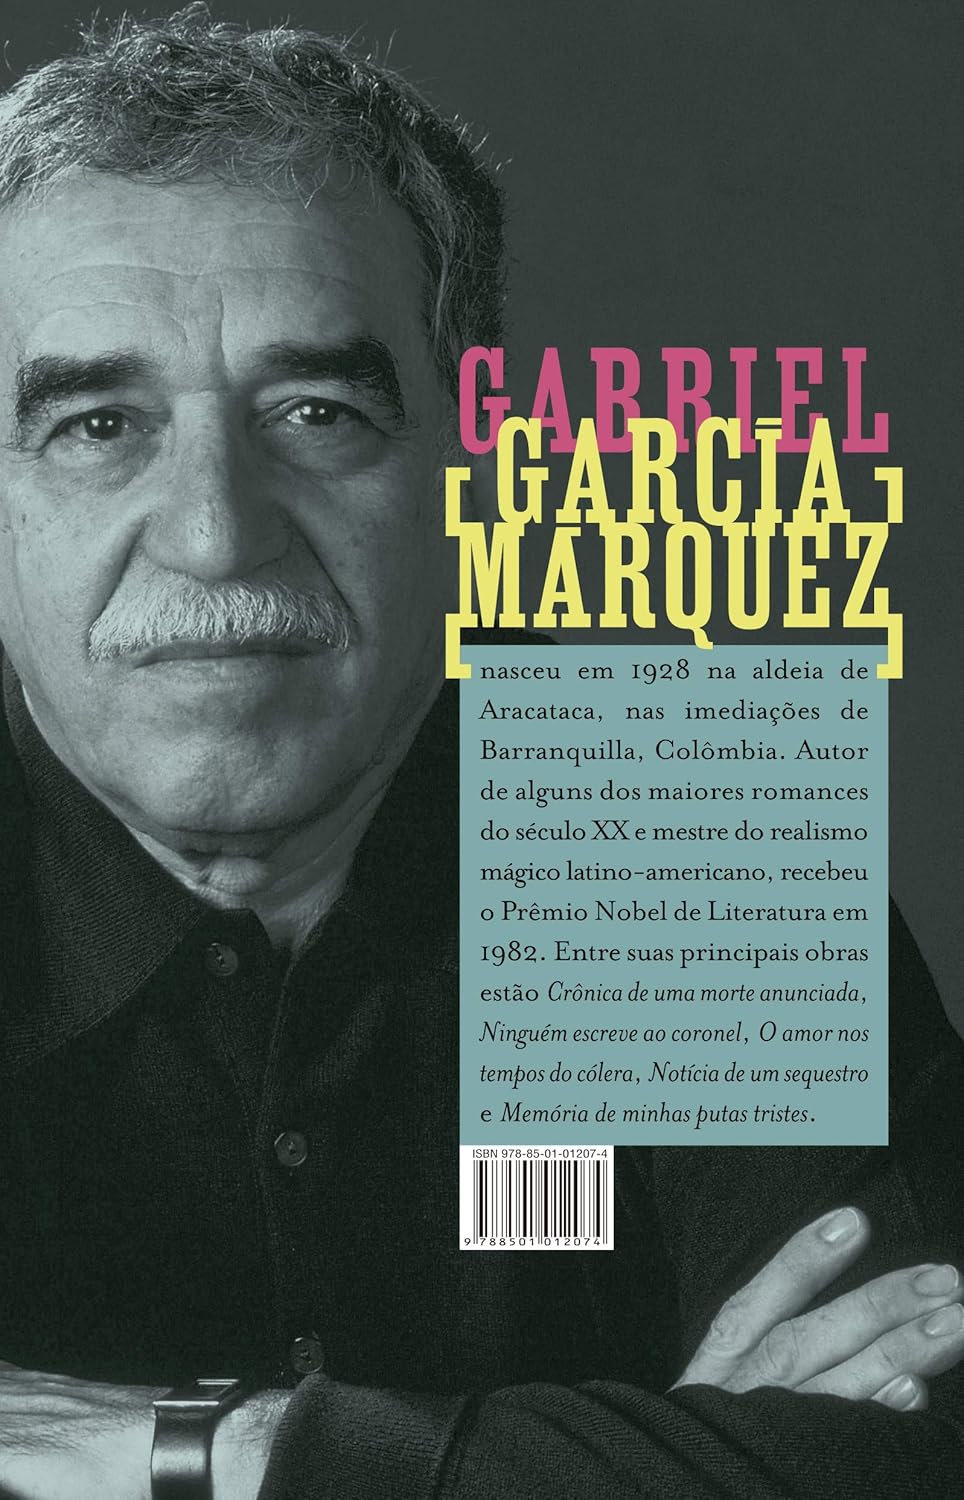 GABRIEL
[GARCÍA]
[MÁRQUEZ]
nasceu em 1928 na aldeia de
Aracataca, nas imediações de
Barranquilla, Colômbia. Autor
de alguns dos maiores romances
do século XX e mestre do realismo
mágico latino-americano, recebeu
o Prêmio Nobel de Literatura em
1982. Entre suas principais obras
estão Crônica de uma morte anunciada,
Ninguém escreve ao coronel, O amor nos
tempos do cólera, Notícia de um sequestro
e Memória de minhas putas tristes.
ISBN 978-85-01-01207-4
9 788501 012074